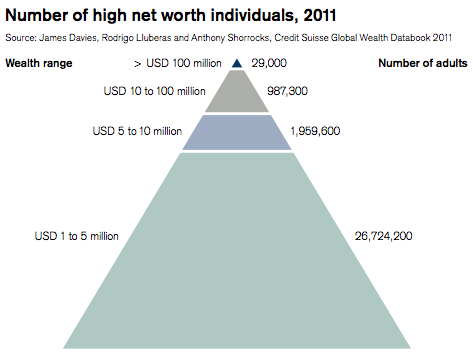 Number of high net worth individuals, 2011
Source: James Davies, Rodrigo Lluberas and Anthony Shorrocks, Credit Suisse Global Wealth Databook 2011
Wealth range > USD 100 million 29,000 Number of adults
USD 10 to 100 million 987,300
USD 5 to 10 million 1,959,600
USD 1 to 5 million 26,724,200